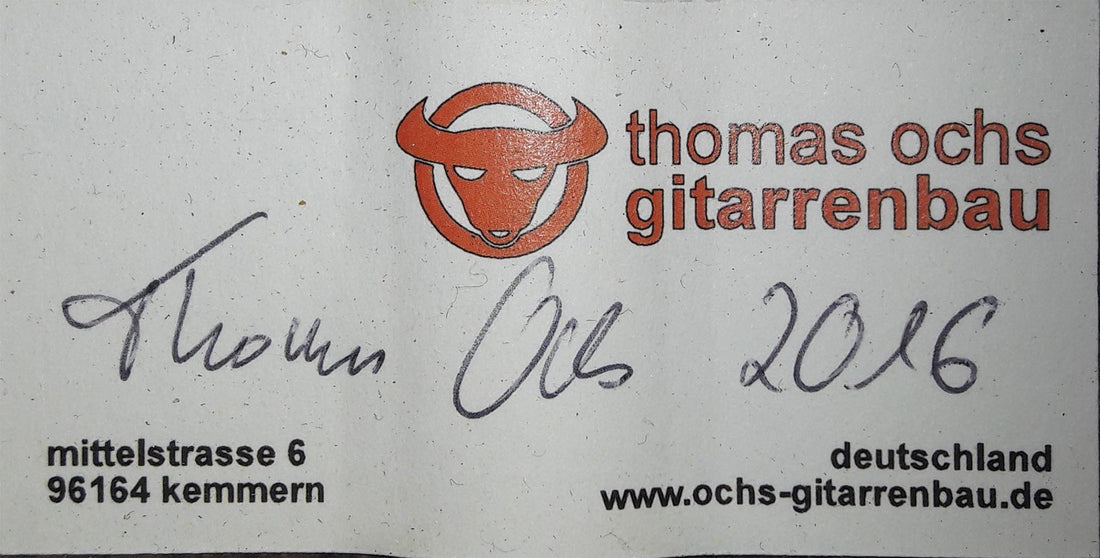 thomas ochs
gitarrenbau
Thomas Ochs 2016
mittelstrasse 6
96164 kemmern
deutschland
www.ochs-gitarrenbau.de